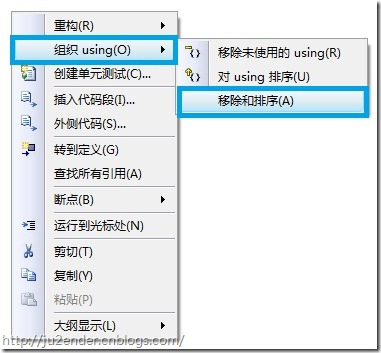 重构(R)
组织 using(O)
创建单元测试(C)...
插入代码段(I)...
外侧代码(S)...
转到定义(G)
查找所有引用(A)
断点(B)
运行到光标处(N)
剪切(T)
复制(Y)
粘贴(P)
大纲显示(L)
移除未使用的 using(R)
对 using 排序(U)
移除和排序(A)
http://ju2ender.cnblogs.com/